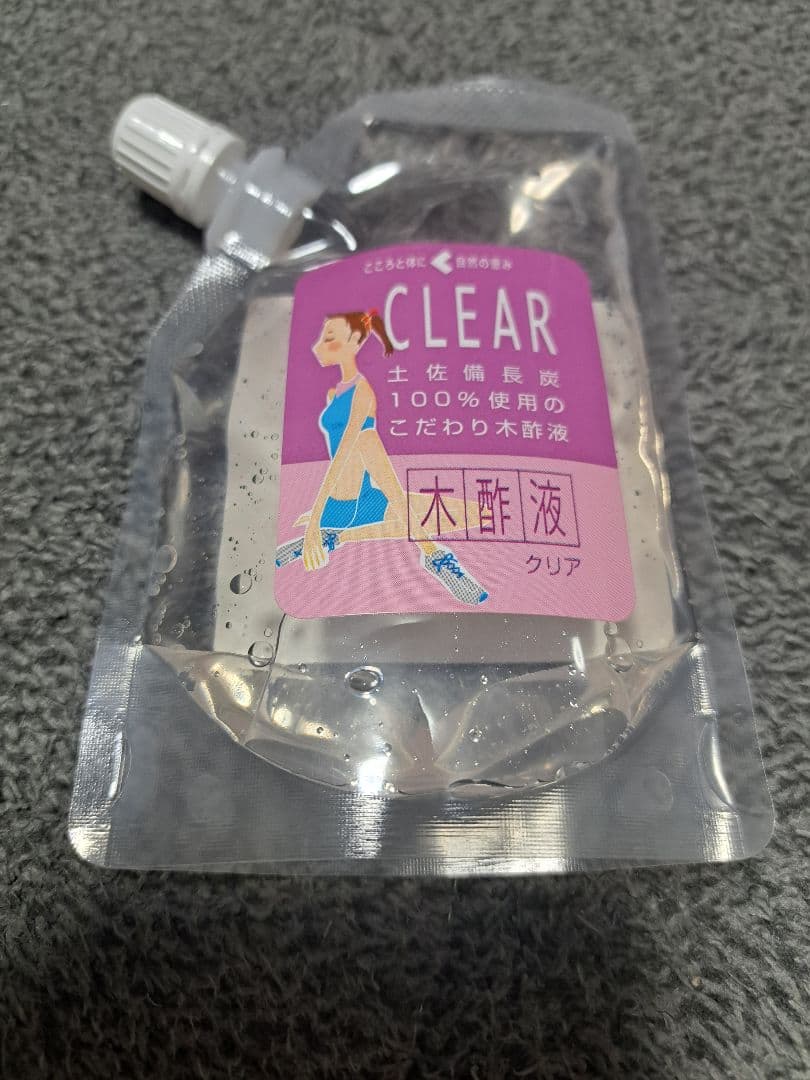 こころと体に 自然の恵み
CLEAR
土佐備長炭
100%使用の
こだわり木酢液
木酢液
クリア